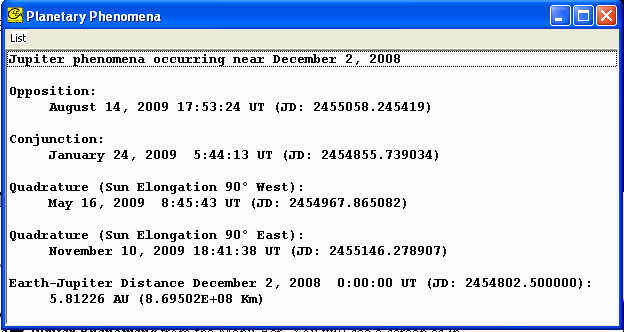 Planetary Phenomena
List
Jupiter phenomena occurring near December 2, 2008
Opposition:
August 14, 2009 17:53:24 UT (JD: 2455058.245419)
Conjunction:
January 24, 2009  5:44:13 UT (JD: 2454855.739034)
Quadrature (Sun Elongation 90° West):
May 16, 2009  8:45:43 UT (JD: 2454967.865082)
Quadrature (Sun Elongation 90° East):
November 10, 2009 18:41:38 UT (JD: 2455146.278907)
Earth-Jupiter Distance December 2, 2008  0:00:00 UT (JD: 2454802.500000):
5.81226 AU (8.69502E+08 Km)